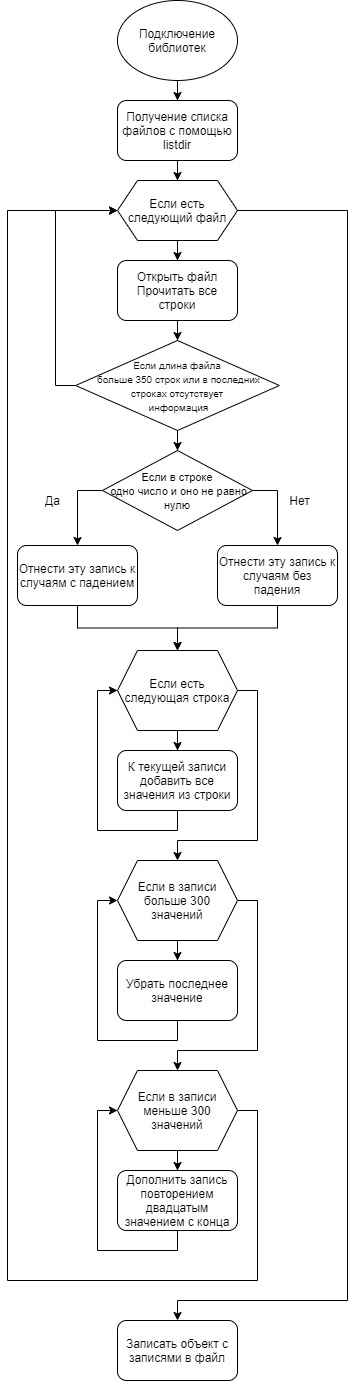 Подключение
библиотек
Получение списка
файлов с помощью
listdir
Если есть
следующий файл
Открыть файл
Прочитать все
строки
Если длина файла
больше 350 строк или в последних
строках отсутствует
информация
Если в строке
одно число и оно не равно
нулю
Да
Нет
Отнести эту запись к
случаям с падением
Отнести эту запись к
случаям без
падения
Если есть
следующая строка
К текущей записи
добавить все
значения из строки
Если в записи
больше 300
значений
Убрать последнее
значение
Если в записи
меньше 300
значений
Дополнить запись
повторением
двадцатым
значением с конца
Записать объект с
записями в файл